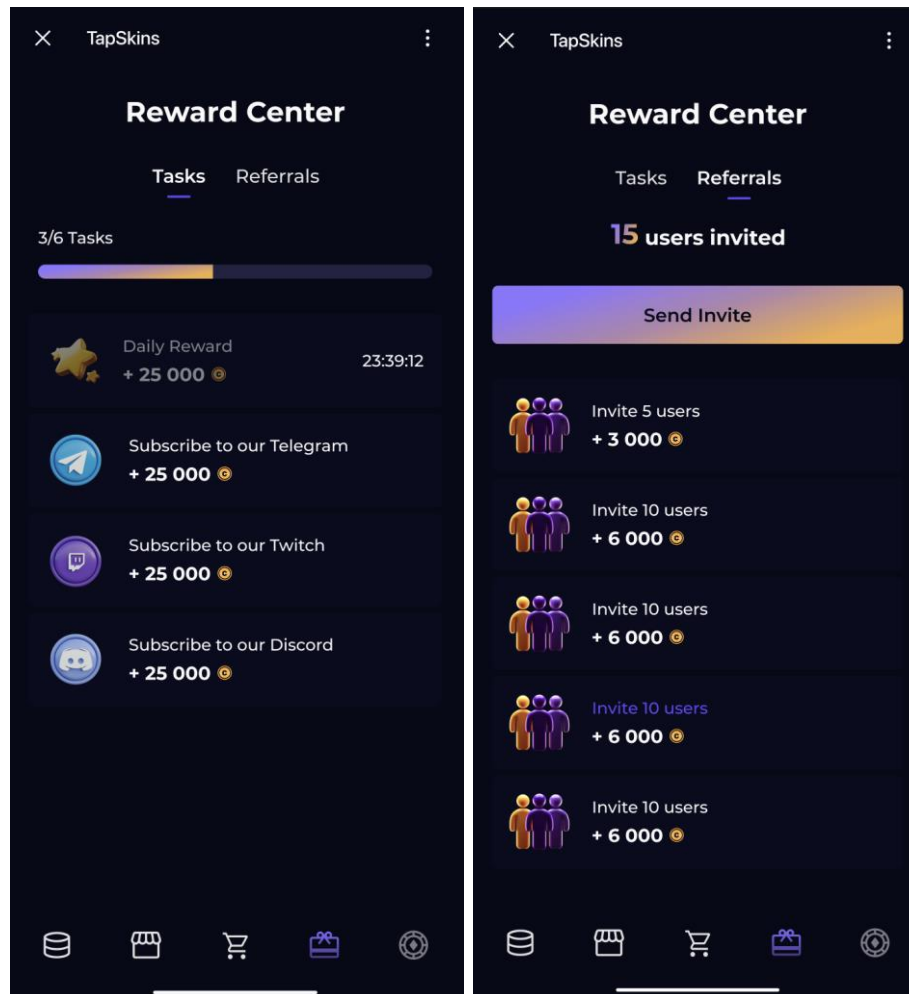 TapSkins
Reward Center
Tasks Referrals
3/6 Tasks
Daily Reward
+ 25 000
23:39:12
Subscribe to our Telegram
+ 25 000
Subscribe to our Twitch
+ 25 000
Subscribe to our Discord
+ 25 000
TapSkins
Reward Center
Tasks Referrals
15 users invited
Send Invite
Invite 5 users
+ 3 000
Invite 10 users
+ 6 000
Invite 10 users
+ 6 000
Invite 10 users
+ 6 000
Invite 10 users
+ 6 000